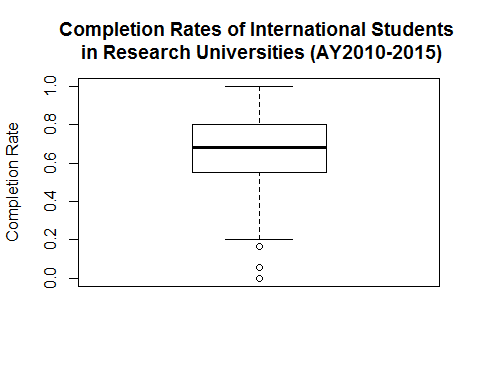 Completion Rates of International Students
in Research Universities (AY2010-2015)
Completion Rate
1.0
0.8
0.6
0.4
0.2
0.0